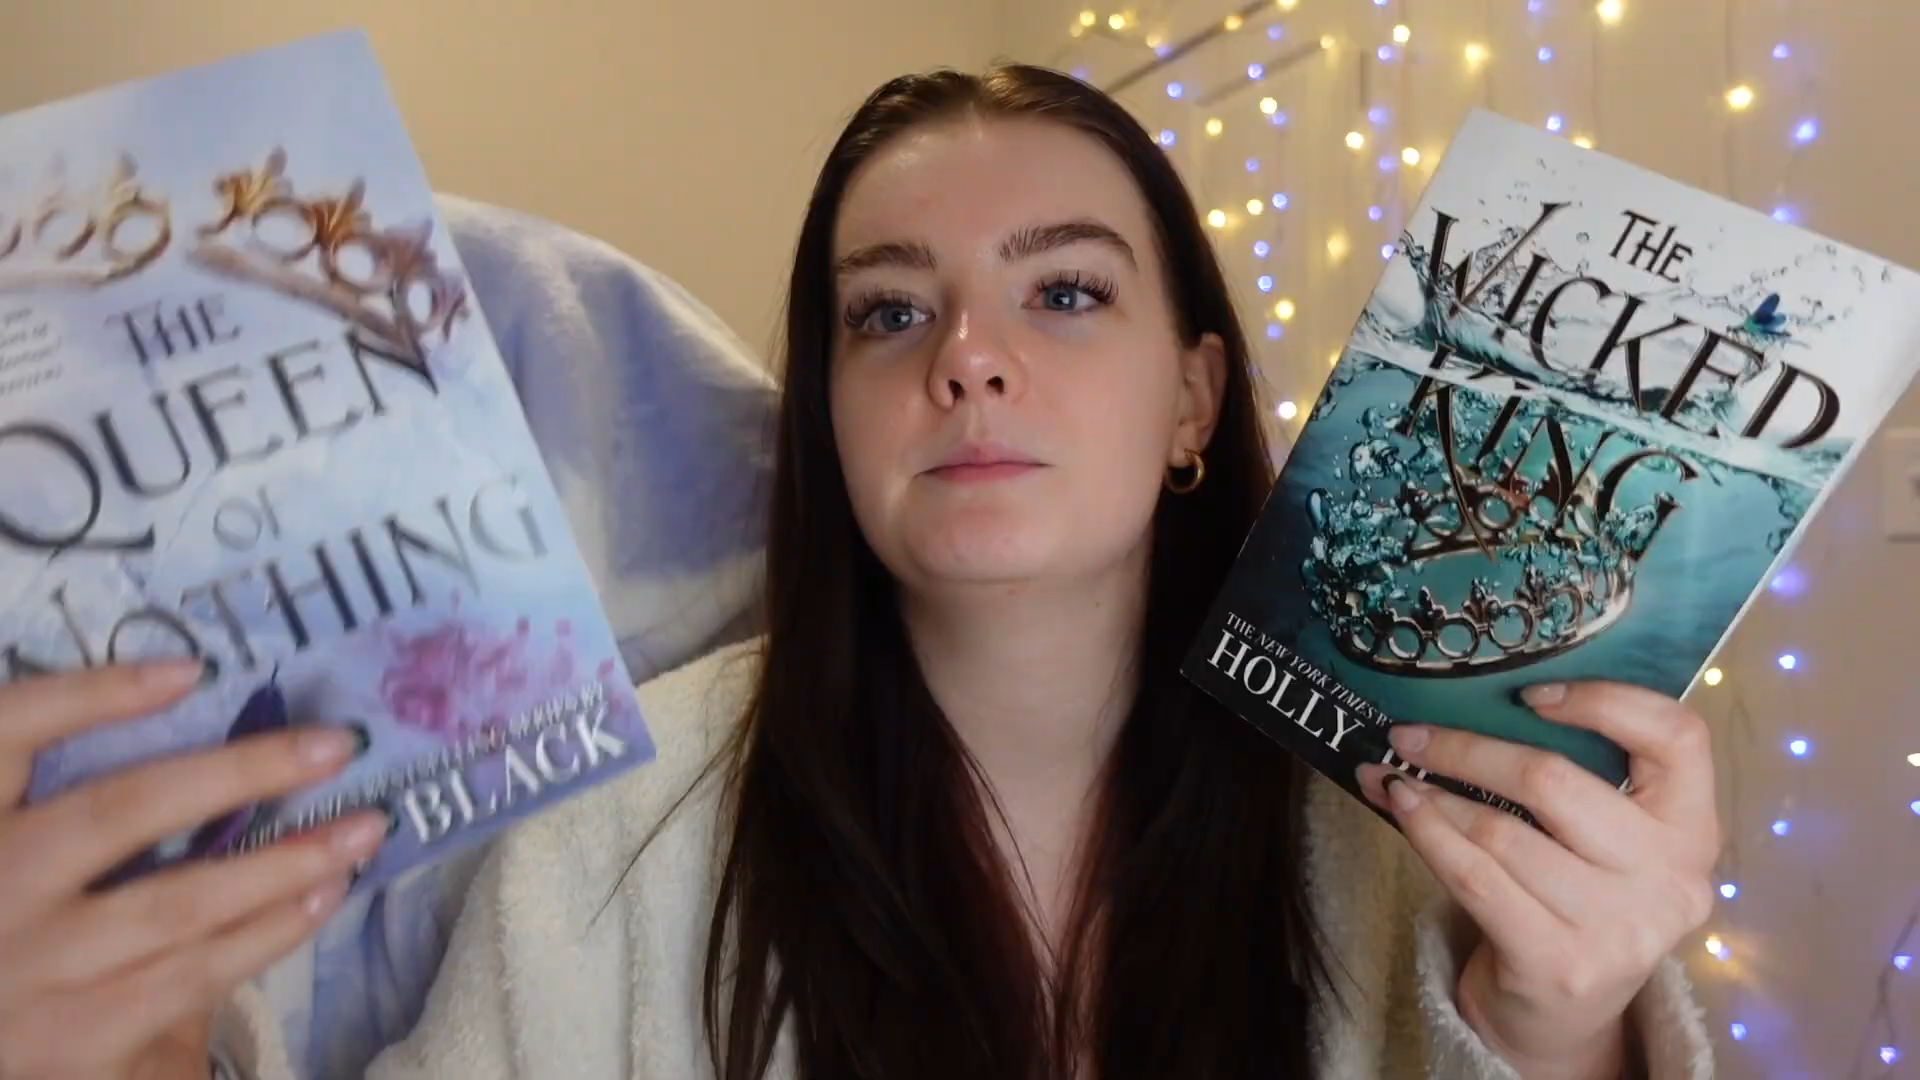 THE
QUEEN
OF
NOTHING
BLACK
THE
WICKED
KING
THE NEW YORK TIMES
HOLLY